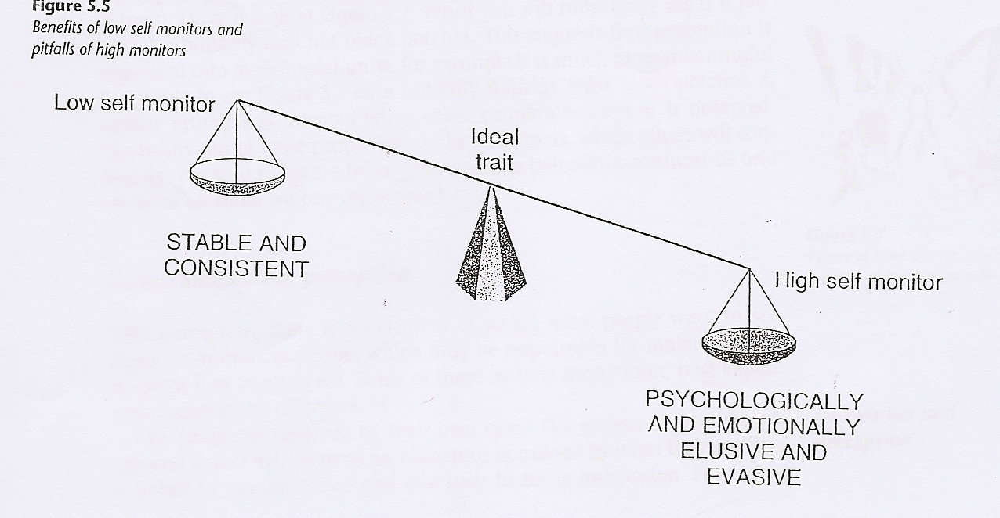 Figure 5.5
Benefits of low self monitors and
pitfalls of high monitors
Low self monitor
Ideal
trait
STABLE AND
CONSISTENT
High self monitor
PSYCHOLOGICALLY
AND EMOTIONALLY
ELUSIVE AND
EVASIVE